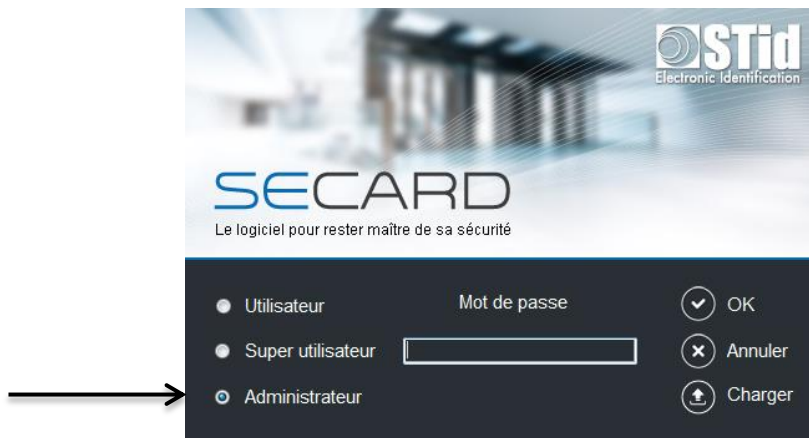 STid
Electronic Identification
SECARD
Le logiciel pour rester maître de sa sécurité
Utilisateur
Mot de passe
OK
Super utilisateur
Annuler
Administrateur
Charger